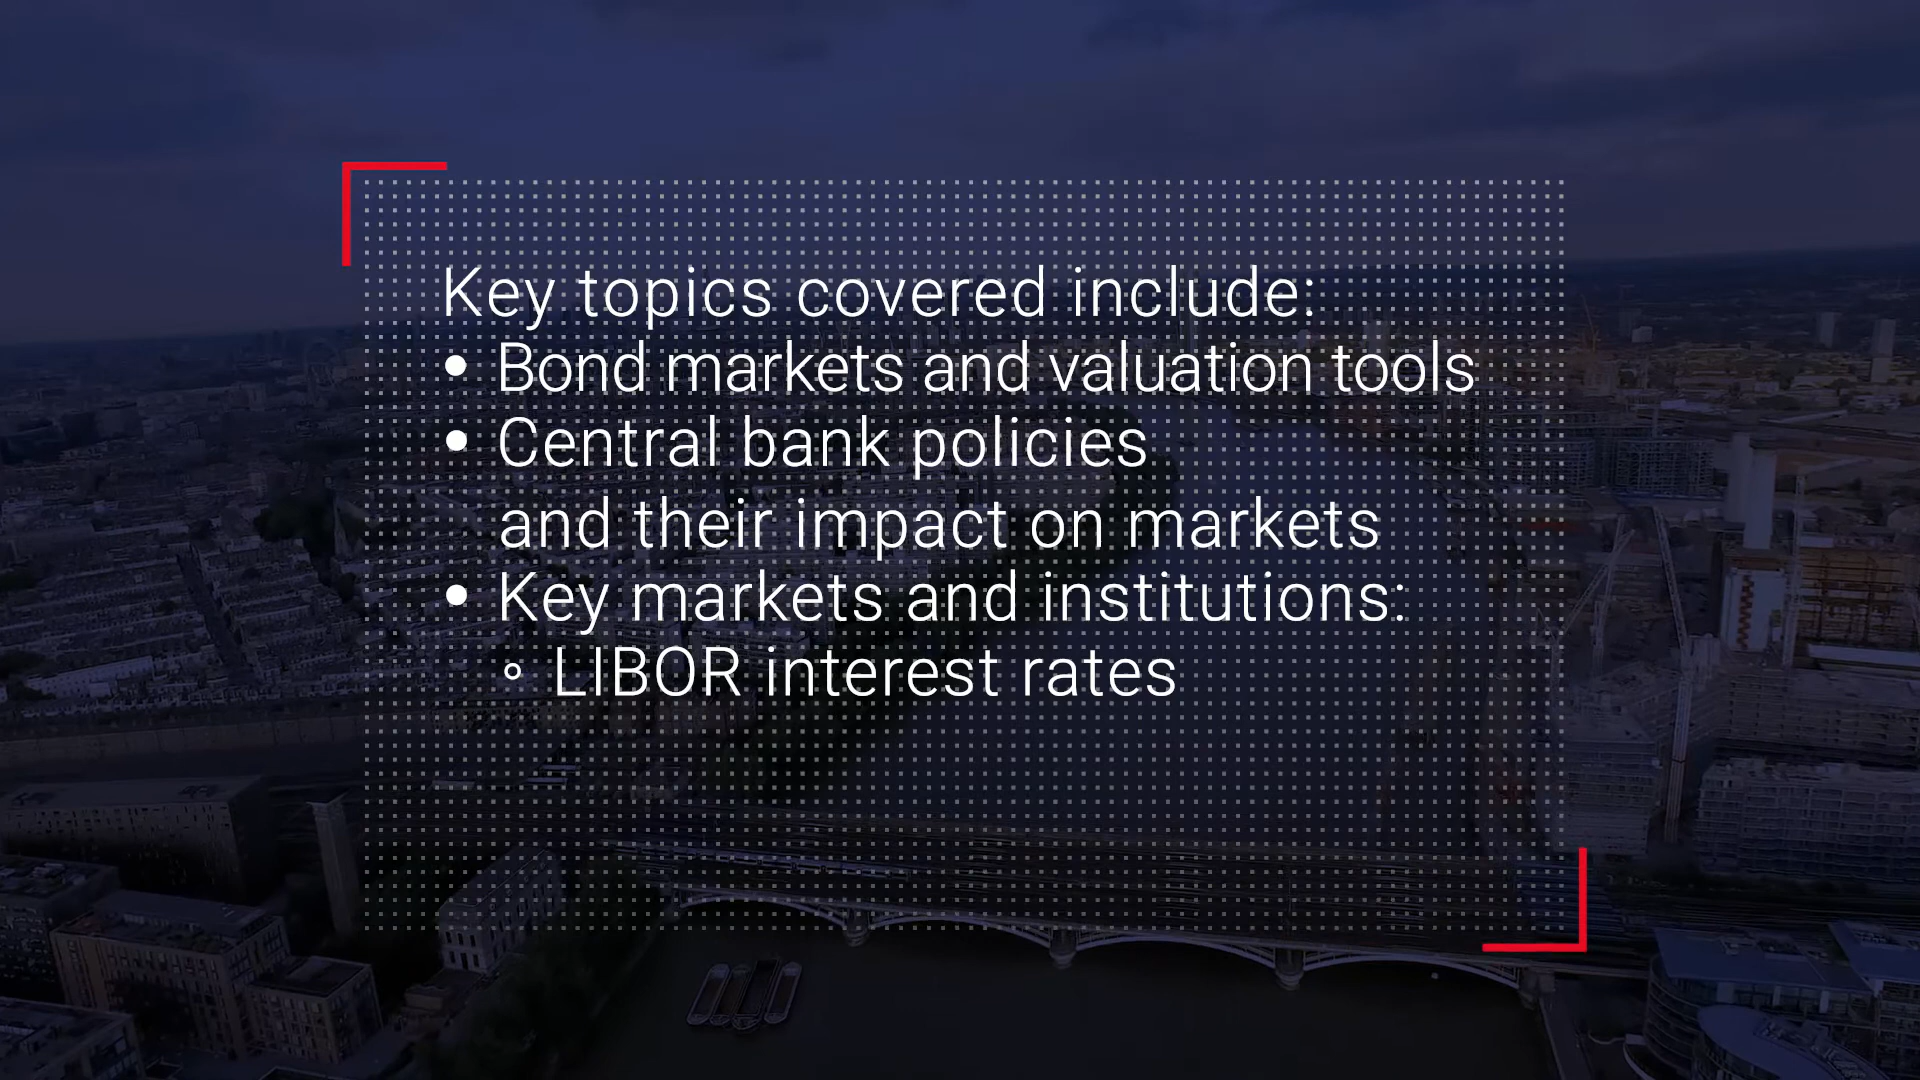 Key topics covered include:
• Bond markets and valuation tools
• Central bank policies
and their impact on markets
• Key markets and institutions:
◦ LIBOR interest rates